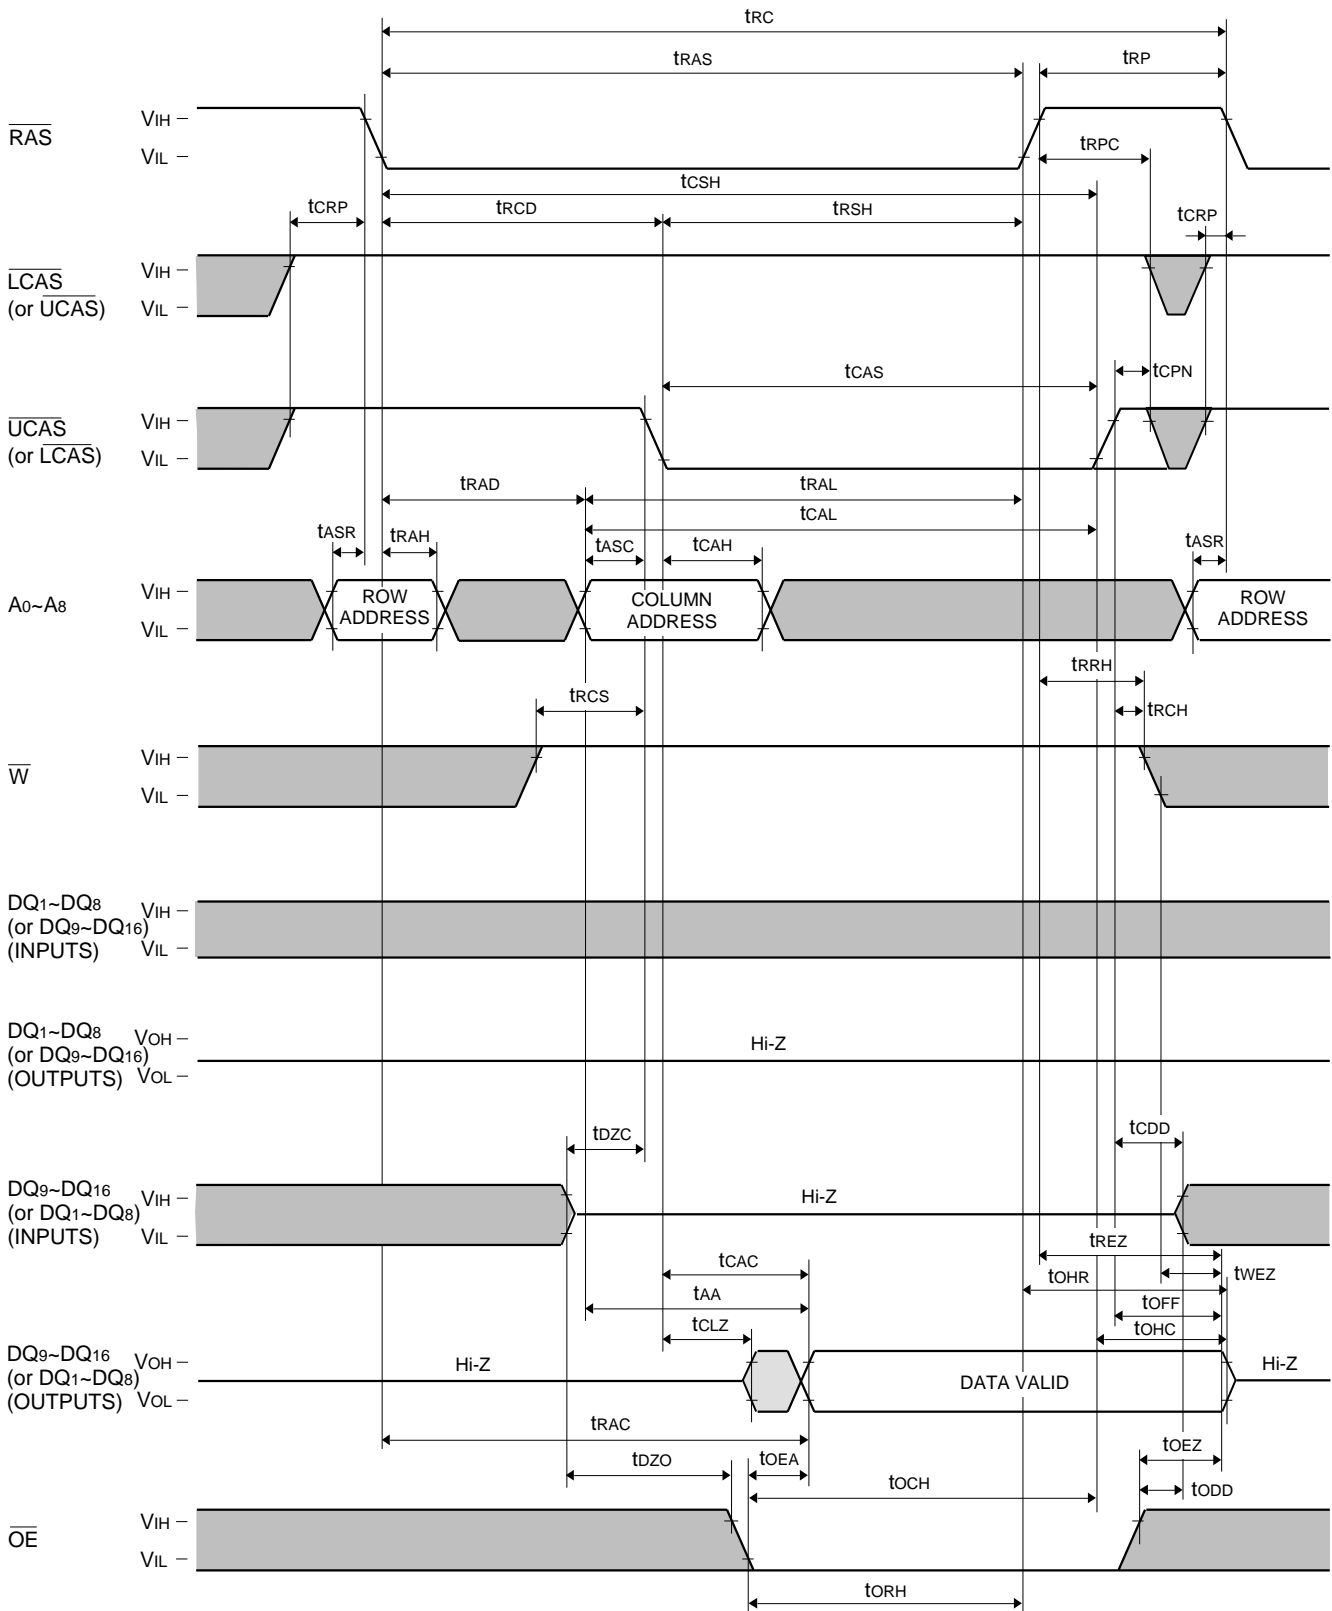 tRC
tRAS
tRP
RAS
VIH
VIL
tRPC
tCSH
tCRP
tRCD
tRSH
tCRP
LCAS
(or UCAS)
VIH
VIL
tCAS
tCPN
UCAS
(or LCAS)
VIH
VIL
tRAD
tRAL
tCAL
tASR
tRAH
tASC
tCAH
tASR
A0~A8
VIH
VIL
ROW
ADDRESS
COLUMN
ADDRESS
ROW
ADDRESS
tRRH
tRCS
tRCH
W
VIH
VIL
DQ1~DQ8
(or DQ9~DQ16)
(INPUTS)
VIH
VIL
DQ1~DQ8
(or DQ9~DQ16)
(OUTPUTS)
VOH
VOL
Hi-Z
tDZC
tCDD
DQ9~DQ16
(or DQ1~DQ8)
(INPUTS)
VIH
VIL
Hi-Z
tREZ
tCAC
tWEZ
tOHR
tAA
tOFF
tCLZ
tOHC
DQ9~DQ16
(or DQ1~DQ8)
(OUTPUTS)
VOH
VOL
Hi-Z
DATA VALID
Hi-Z
tRAC
tDZO
tOEA
tOEZ
tOCH
tODD
OE
VIH
VIL
tORH